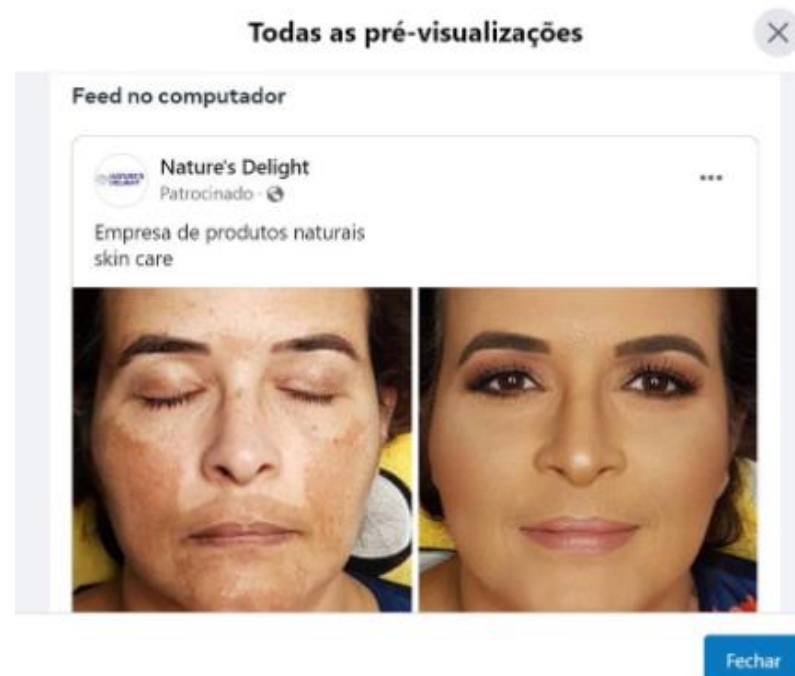 Todas as pré-visualizações
Feed no computador
Nature's Delight
Patrocinado ·
Empresa de produtos naturais
skin care
Fechar